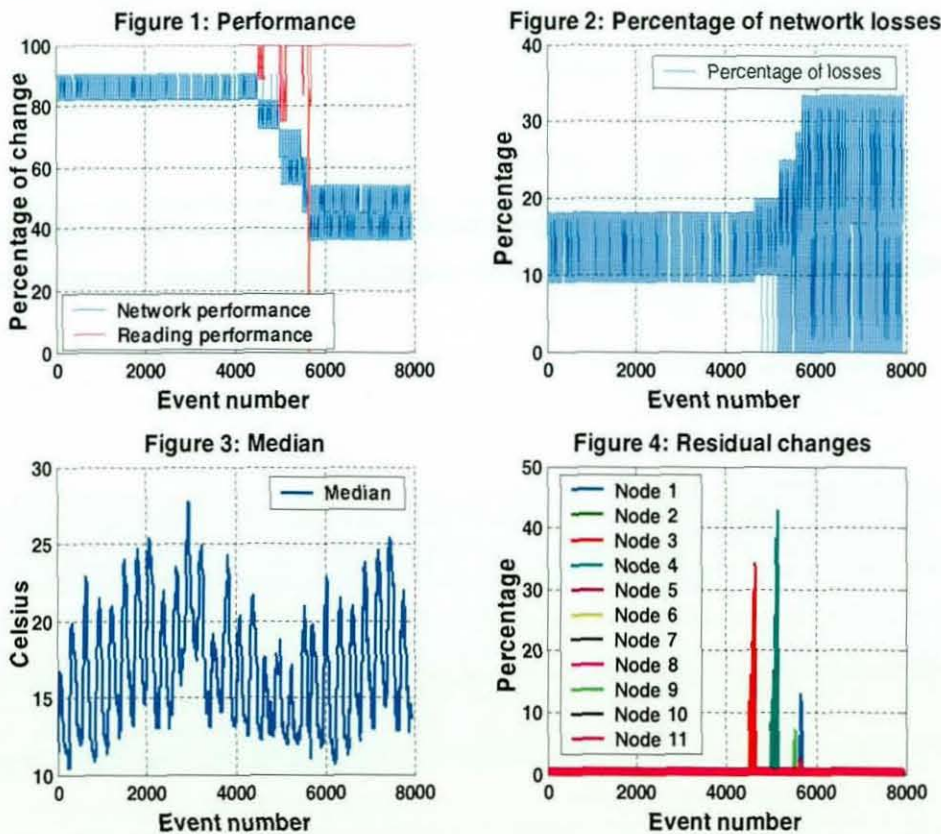 Figure 1: Performance
100
80
60
40
20
0
Percentage of change
Network performance
Reading performance
0 2000 4000 6000 8000
Event number
Figure 2: Percentage of networtk losses
40
30
20
10
0
Percentage
Percentage of losses
0 2000 4000 6000 8000
Event number
Figure 3: Median
30
25
20
15
10
Celsius
Median
0 2000 4000 6000 8000
Event number
Figure 4: Residual changes
50
40
30
20
10
0
Percentage
Node 1
Node 2
Node 3
Node 4
Node 5
Node 6
Node 7
Node 8
Node 9
Node 10
Node 11
0 2000 4000 6000 8000
Event number